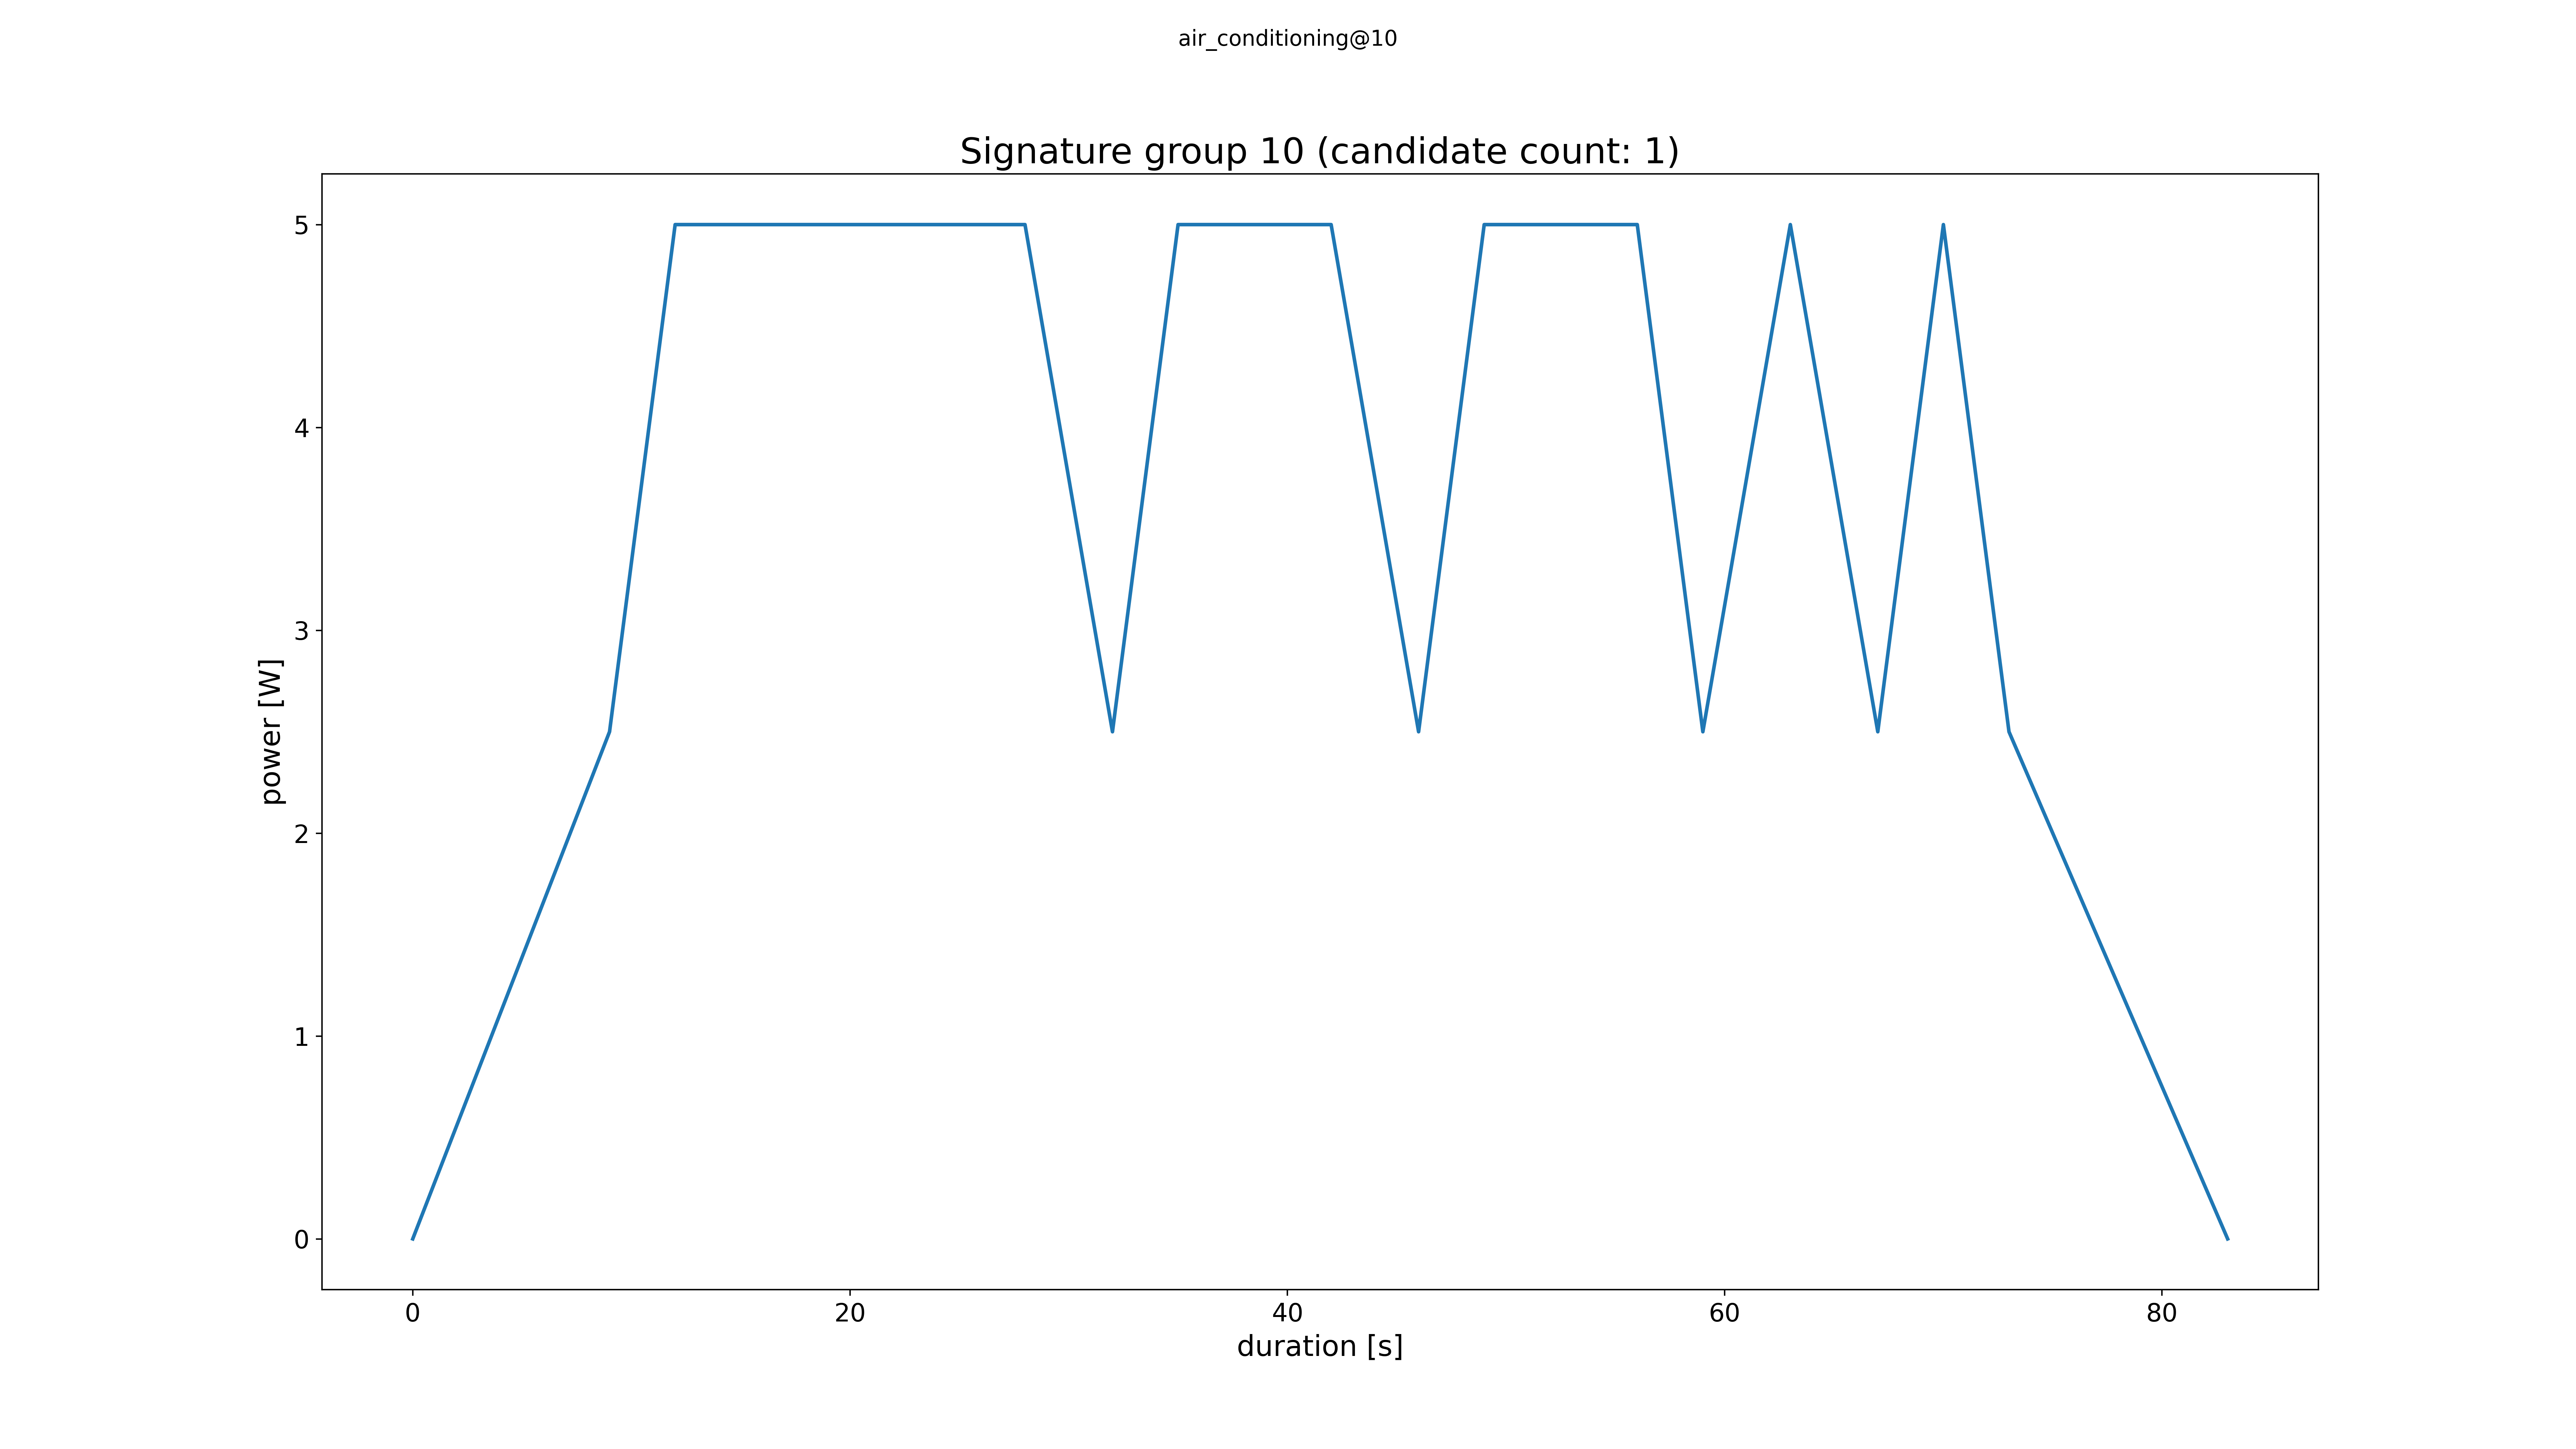 air_conditioning@10
Signature group 10 (candidate count: 1)
5
4
3
2
1
0
power [W]
0 20 40 60 80
duration [s]